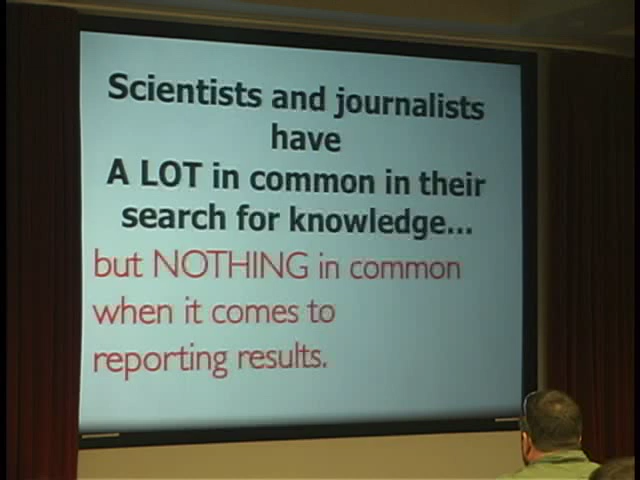 Scientists and journalists
have
A LOT in common in their
search for knowledge...
but NOTHING in common
when it comes to
reporting results.